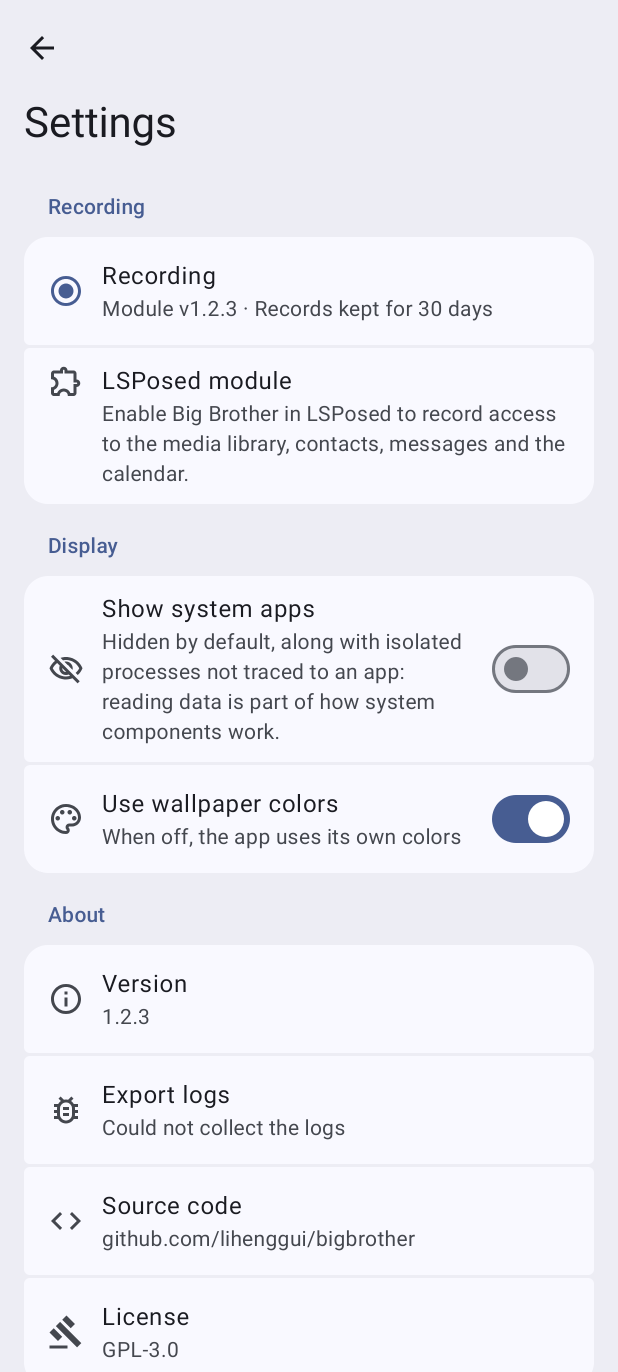 Settings
Recording
Recording
Module v1.2.3 · Records kept for 30 days
LSPosed module
Enable Big Brother in LSPosed to record access
to the media library, contacts, messages and the
calendar.
Display
Show system apps
Hidden by default, along with isolated
processes not traced to an app:
reading data is part of how system
components work.
Use wallpaper colors
When off, the app uses its own colors
About
Version
1.2.3
Export logs
Could not collect the logs
Source code
github.com/lihenggui/bigbrother
License
GPL-3.0